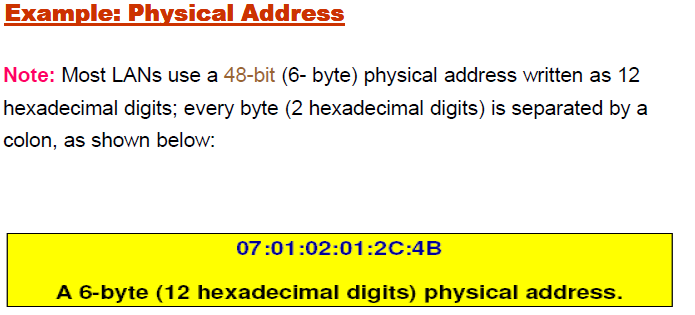 Example: Physical Address
Note: Most LANs use a 48-bit (6- byte) physical address written as 12
hexadecimal digits; every byte (2 hexadecimal digits) is separated by a
colon, as shown below:
07:01:02:01:2C:4B
A 6-byte (12 hexadecimal digits) physical address.